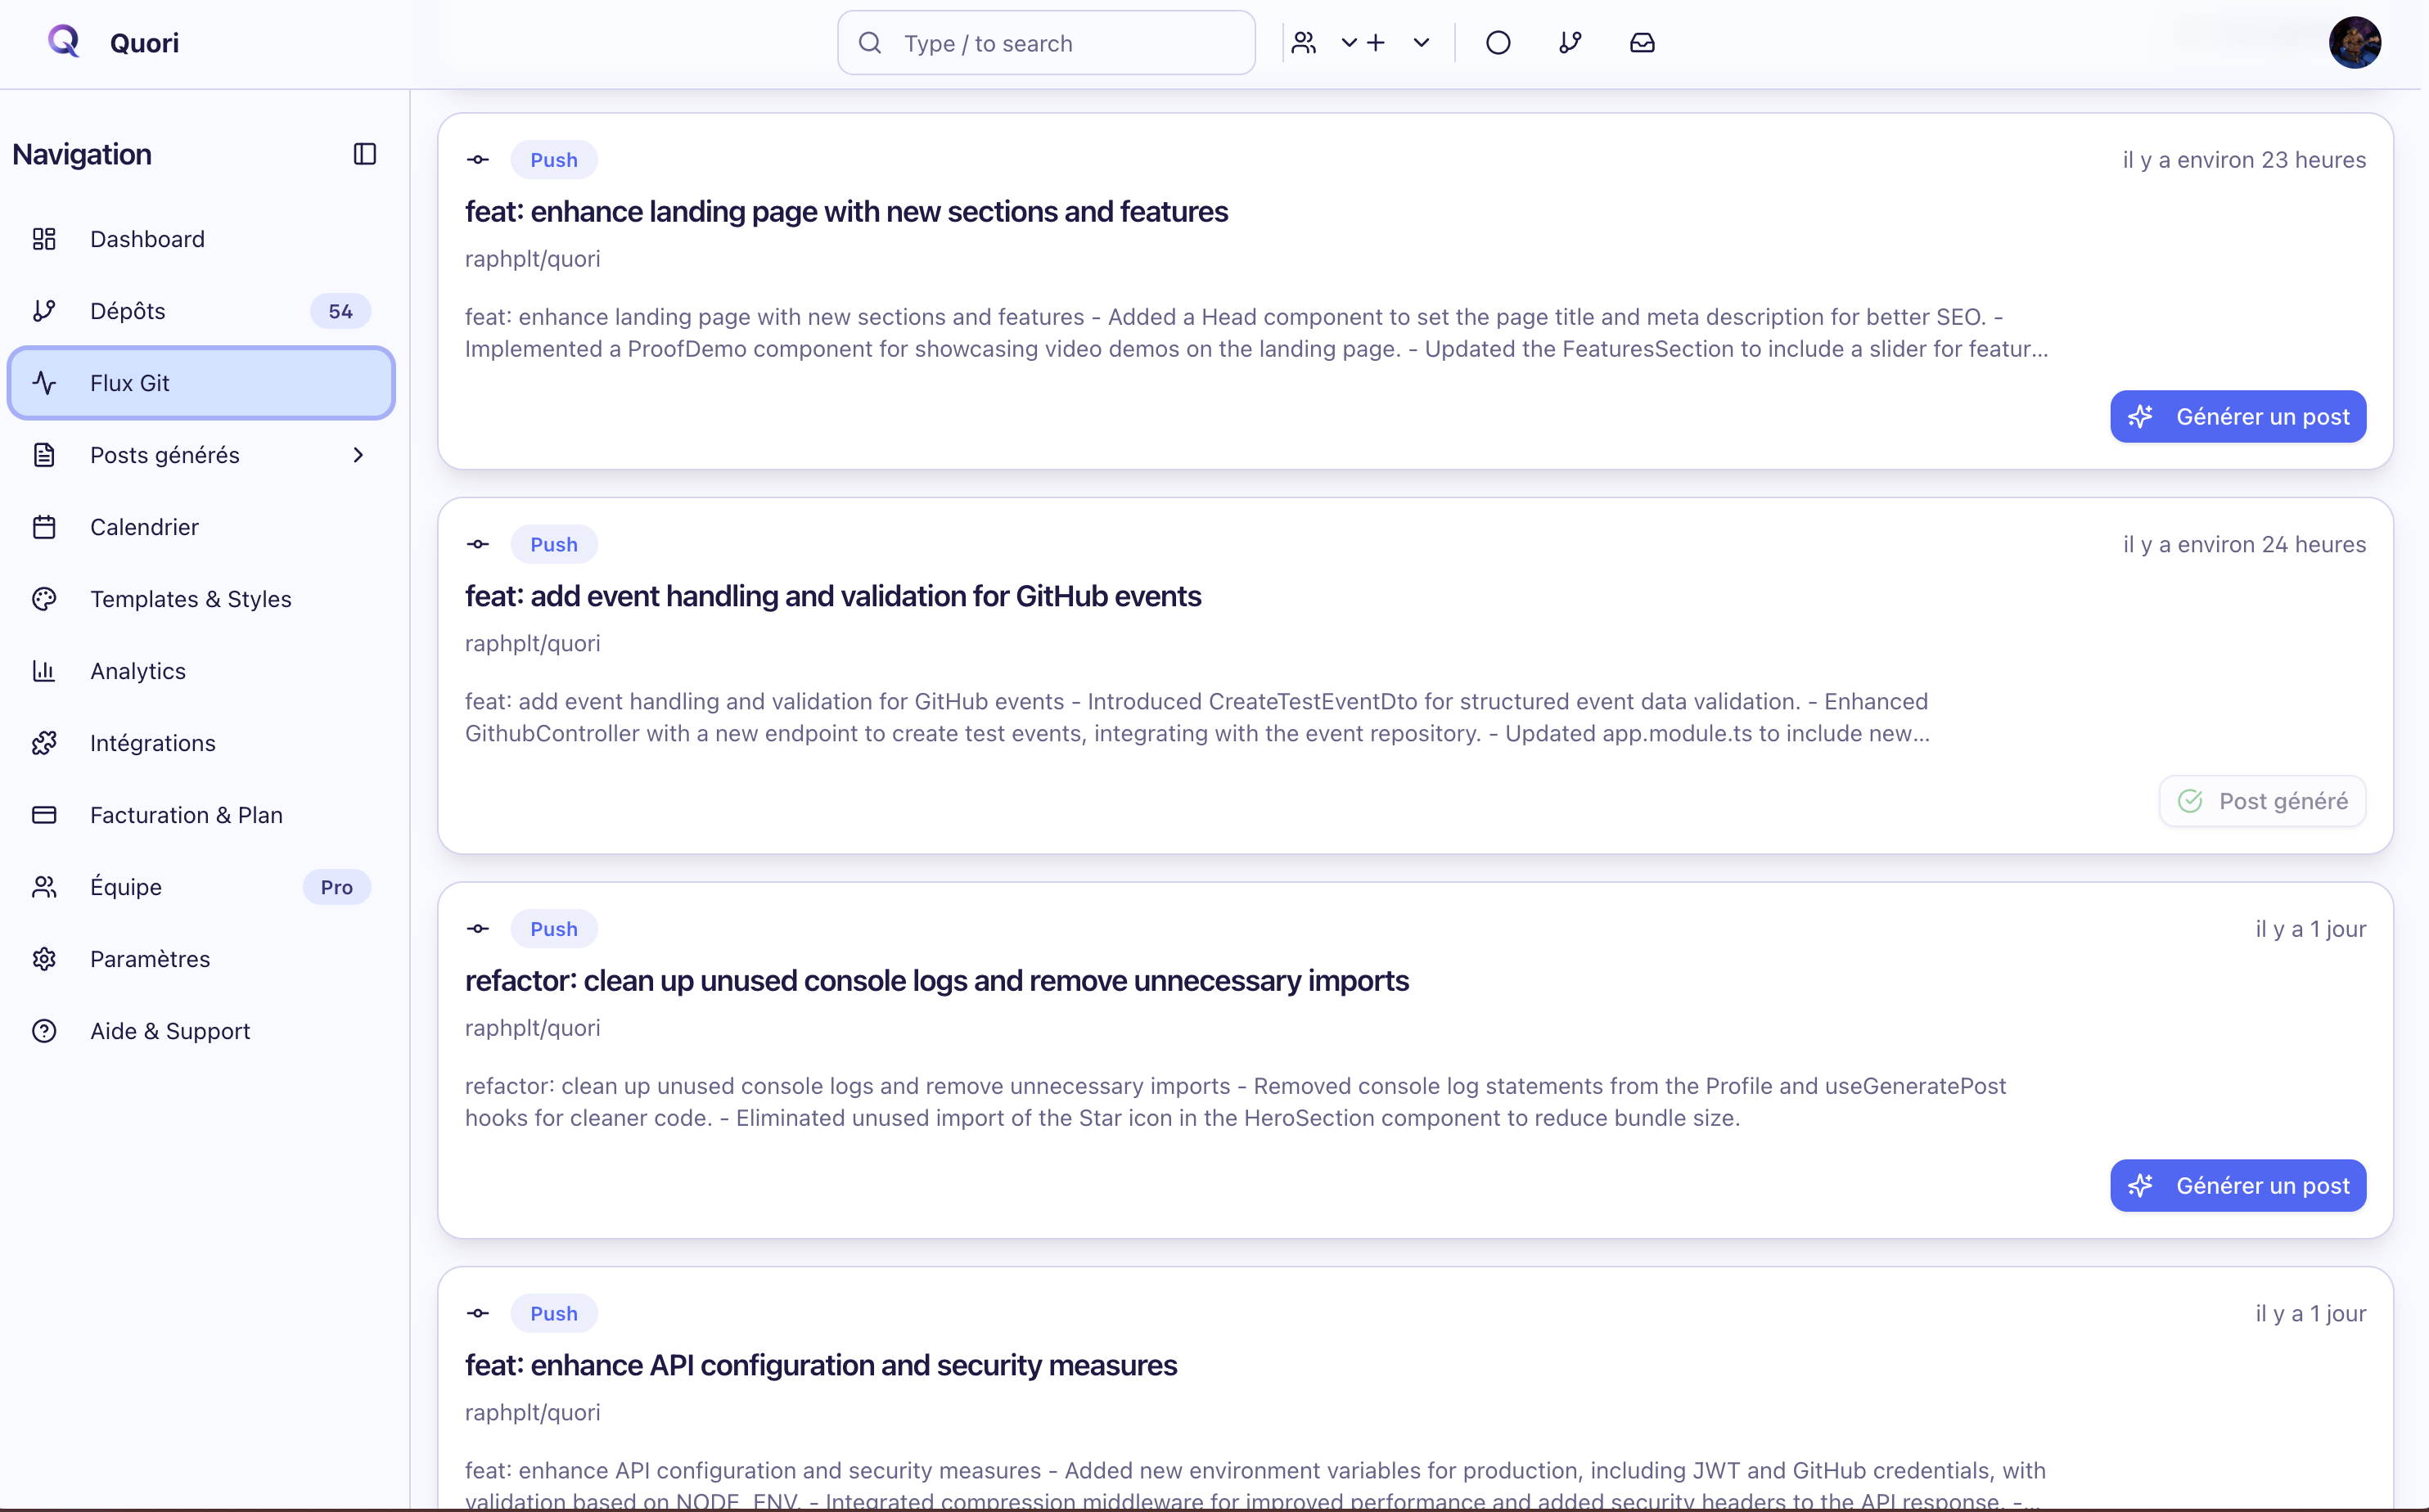 Quori
Type / to search
Navigation
Dashboard
Dépôts 54
Flux Git
Posts générés
Calendrier
Templates & Styles
Analytics
Intégrations
Facturation & Plan
Équipe Pro
Paramètres
Aide & Support
Push il y a environ 23 heures
feat: enhance landing page with new sections and features
raphplt/quori
feat: enhance landing page with new sections and features - Added a Head component to set the page title and meta description for better SEO. -
Implemented a ProofDemo component for showcasing video demos on the landing page. - Updated the FeaturesSection to include a slider for featur...
Générer un post
Push il y a environ 24 heures
feat: add event handling and validation for GitHub events
raphplt/quori
feat: add event handling and validation for GitHub events - Introduced CreateTestEventDto for structured event data validation. - Enhanced
GithubController with a new endpoint to create test events, integrating with the event repository. - Updated app.module.ts to include new...
Post généré
Push il y a 1 jour
refactor: clean up unused console logs and remove unnecessary imports
raphplt/quori
refactor: clean up unused console logs and remove unnecessary imports - Removed console log statements from the Profile and useGeneratePost
hooks for cleaner code. - Eliminated unused import of the Star icon in the HeroSection component to reduce bundle size.
Générer un post
Push il y a 1 jour
feat: enhance API configuration and security measures
raphplt/quori
feat: enhance API configuration and security measures - Added new environment variables for production, including JWT and GitHub credentials, with
validation based on NODE_ENV. - Integrated compression middleware for improved performance and added security headers to the API response. -...